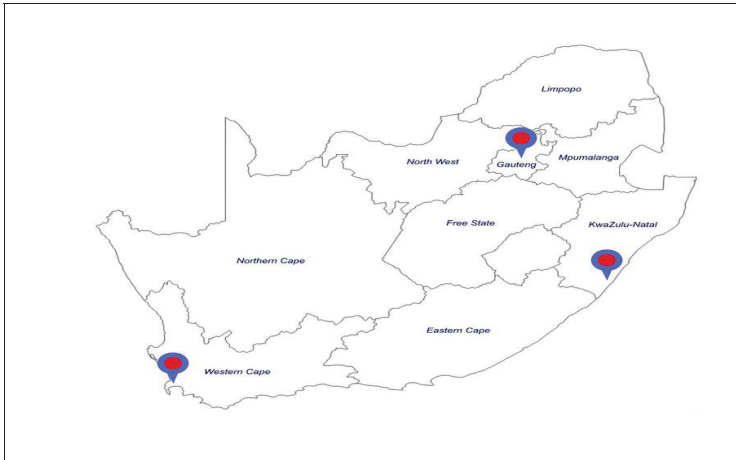 Limpopo
North West
Gauteng
Mpumalanga
Free State
KwaZulu-Natal
Northern Cape
Eastern Cape
Western Cape